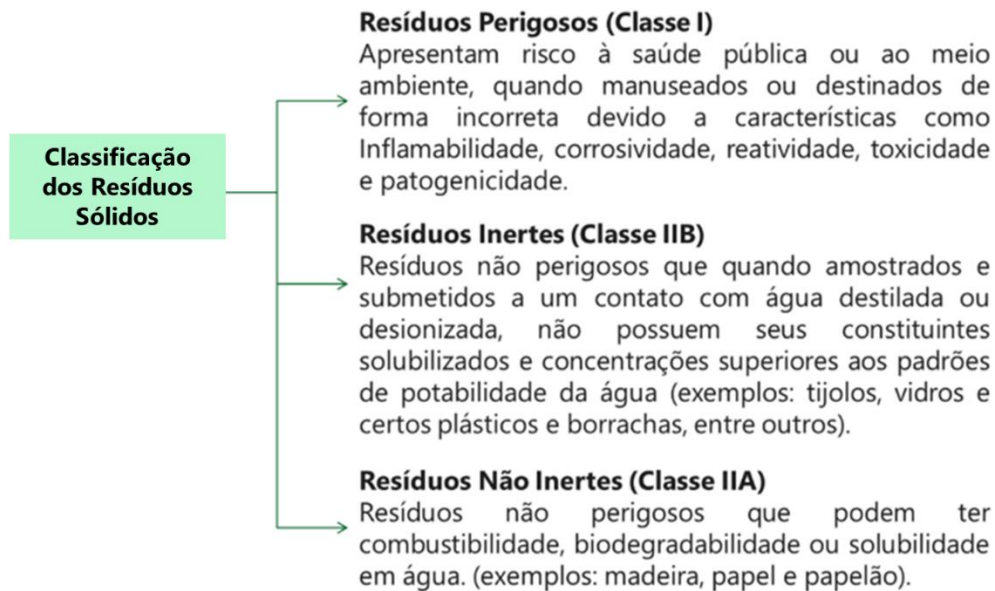 Classificação
dos Resíduos
Sólidos
Resíduos Perigosos (Classe I)
Apresentam risco à saúde pública ou ao meio
ambiente, quando manuseados ou destinados de
forma incorreta devido a características como
Inflamabilidade, corrosividade, reatividade, toxicidade
e patogenicidade.
Resíduos Inertes (Classe IIB)
Resíduos não perigosos que quando amostrados e
submetidos a um contato com água destilada ou
desionizada, não possuem seus constituintes
solubilizados e concentrações superiores aos padrões
de potabilidade da água (exemplos: tijolos, vidros e
certos plásticos e borrachas, entre outros).
Resíduos Não Inertes (Classe IIA)
Resíduos não perigosos que podem ter
combustibilidade, biodegradabilidade ou solubilidade
em água. (exemplos: madeira, papel e papelão).